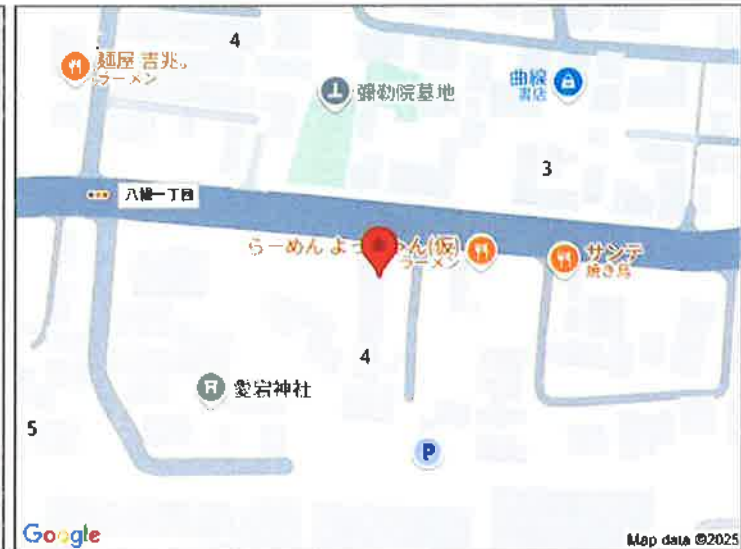 4
麺屋 吉兆。
ラーメン
彌勒院墓地
曲線
書店
3
八幡一丁目
らーめん よっ
ゃん(仮)
ラーメン
サンテ
焼き鳥
4
愛宕神社
5
P
Google
Map data ©2025